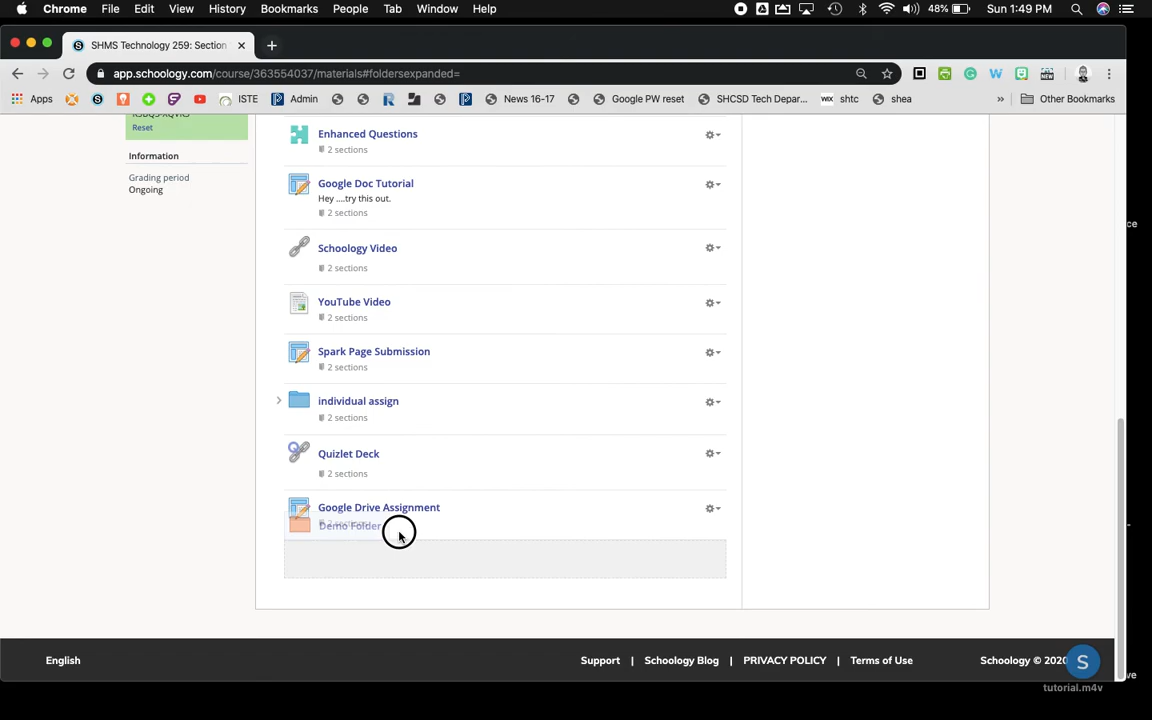 Chrome File Edit View History Bookmarks People Tab Window Help 48% Sun 1:49 PM
SHMS Technology 259: Section
app.schoology.com/course/363554037/materials#foldersexpanded=
Apps ISTE Admin News 16-17 Google PW reset SHCSD Tech Depar... WIX shtc shea » Other Bookmarks
Reset
Information
Grading period
Ongoing
Enhanced Questions
2 sections
Google Doc Tutorial
Hey ....try this out.
2 sections
Schoology Video
2 sections
YouTube Video
2 sections
Spark Page Submission
2 sections
individual assign
2 sections
Quizlet Deck
2 sections
Google Drive Assignment
Demo Folder
English Support | Schoology Blog | PRIVACY POLICY | Terms of Use Schoology © 2020
S
tutorial.m4v